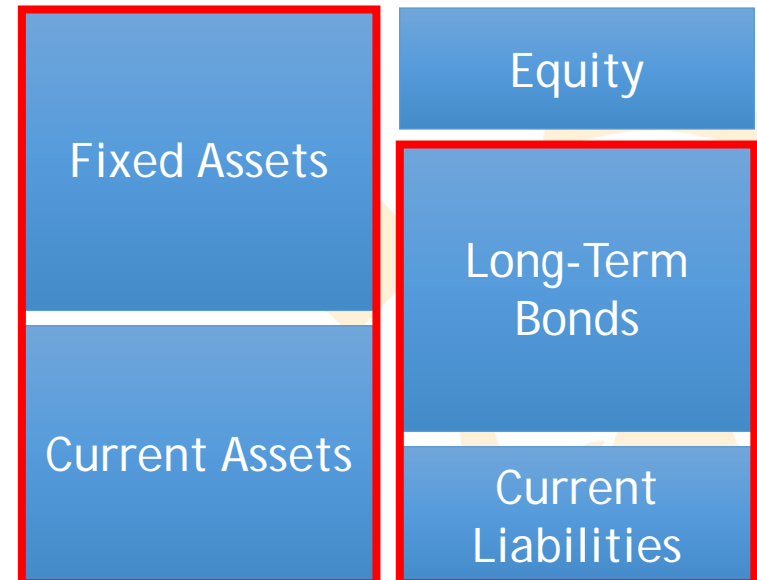 Fixed Assets
Current Assets
Equity
Long-Term
Bonds
Current
Liabilities